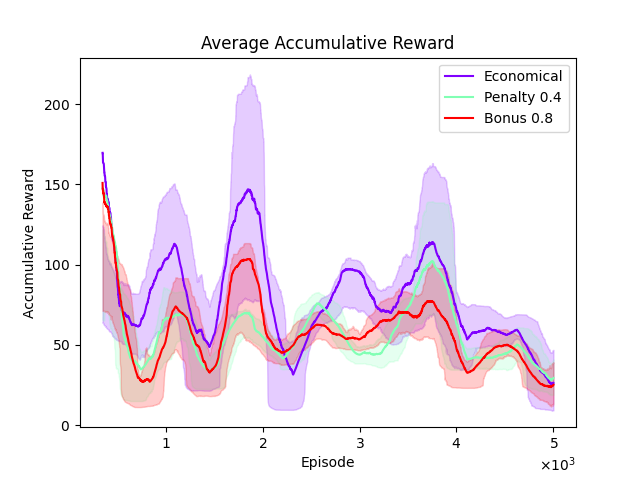 Average Accumulative Reward
Accumulative Reward
200
150
100
50
0
Economical
Penalty 0.4
Bonus 0.8
1 2 3 4 5
×10³
Episode